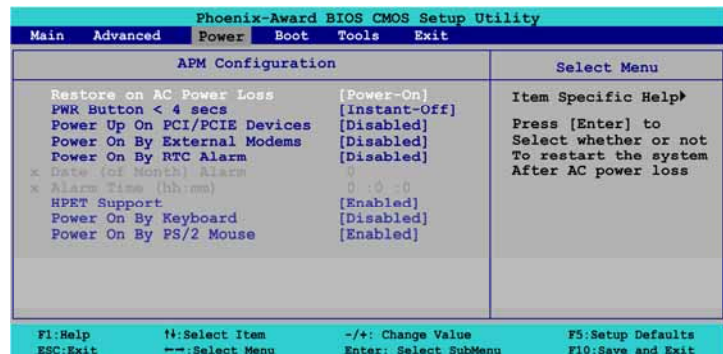 Phoenix-Award BIOS CMOS Setup Utility
Main Advanced Power Boot Tools Exit
APM Configuration
Select Menu
Restore on AC Power Loss [Power-On]
PWR Button < 4 secs [Instant-Off]
Power Up On PCI/PCIE Devices [Disabled]
Power On By External Modems [Disabled]
Power On By RTC Alarm [Disabled]
x Date (of Month) Alarm 0
x Alarm Time (hh:mm) 0 :0 :0
HPET Support [Enabled]
Power On By Keyboard [Disabled]
Power On By PS/2 Mouse [Enabled]
Item Specific Help
Press [Enter] to
Select whether or not
To restart the system
After AC power loss
F1:Help ↑↓:Select Item -/+: Change Value F5:Setup Defaults
ESC:Exit ←→:Select Menu Enter: Select SubMenu F10:Save and Exit